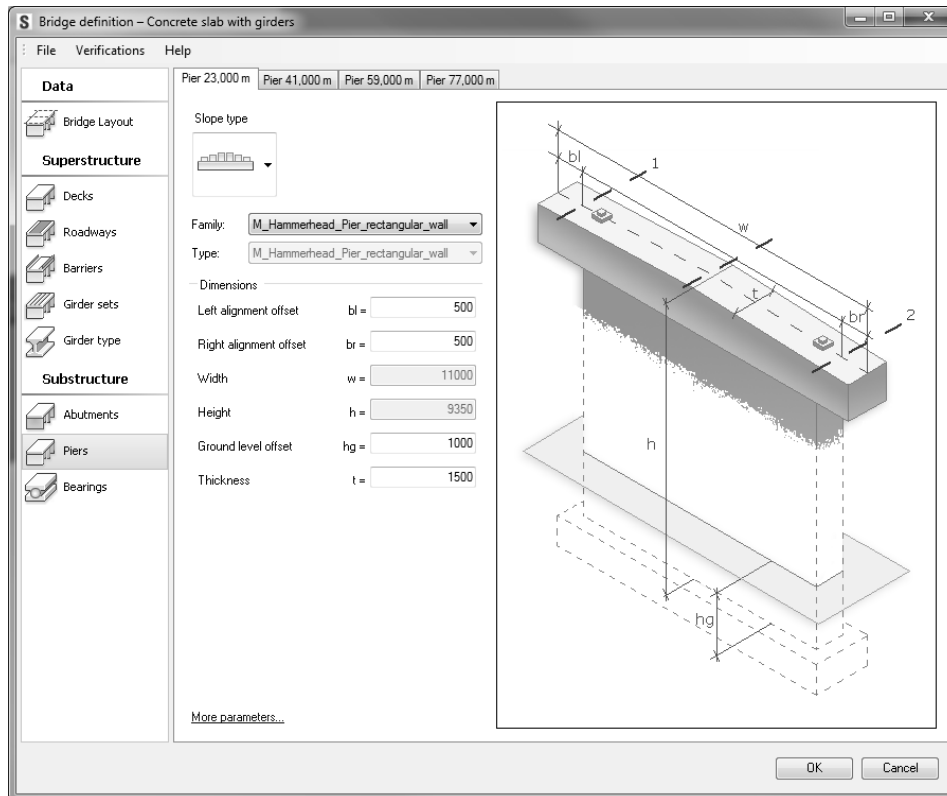 S Bridge definition – Concrete slab with girders
File Verifications Help
Data
Bridge Layout
Superstructure
Decks
Roadways
Barriers
Girder sets
Girder type
Substructure
Abutments
Piers
Bearings
Pier 23,000 m Pier 41,000 m Pier 59,000 m Pier 77,000 m
Slope type
Family: M_Hammerhead_Pier_rectangular_wall
Type: M_Hammerhead_Pier_rectangular_wall
Dimensions
Left alignment offset bl = 500
Right alignment offset br = 500
Width w = 11000
Height h = 9350
Ground level offset hg = 1000
Thickness t = 1500
More parameters...
bl
1
w
t
br
2
h
hg
OK Cancel